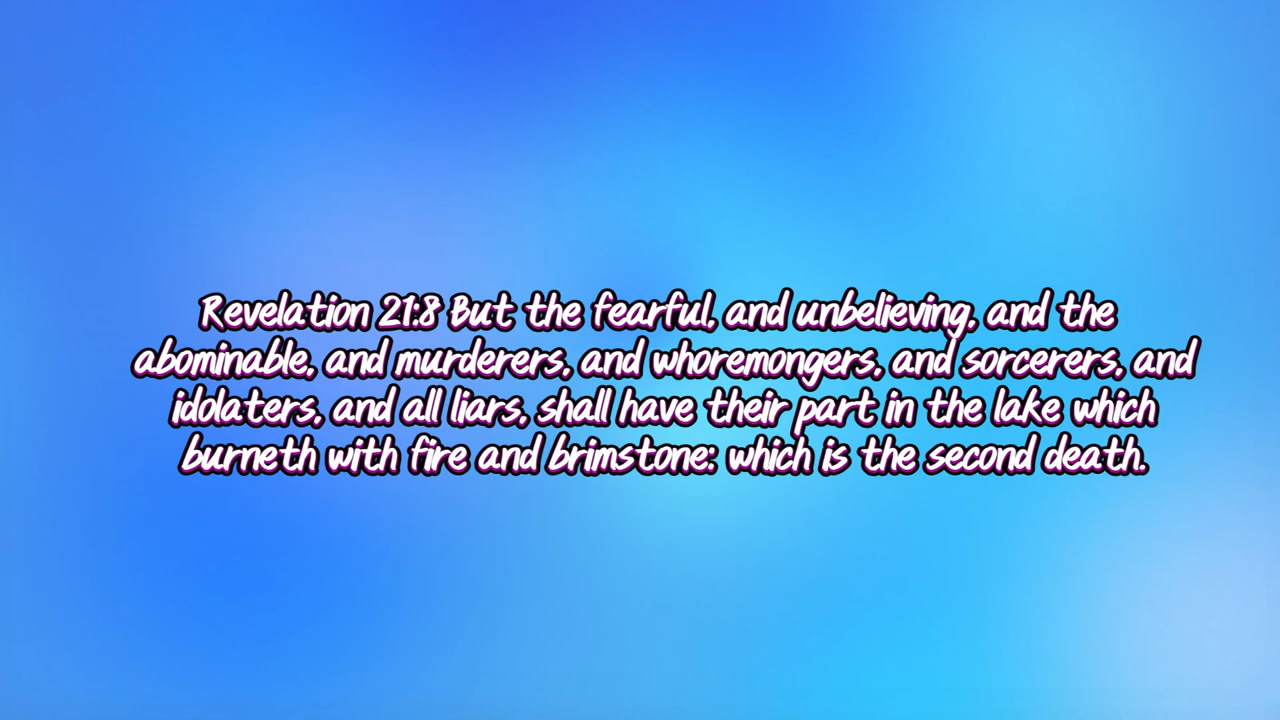 Revelation 21:8 But the fearful, and unbelieving, and the
abominable, and murderers, and whoremongers, and sorcerers, and
idolaters, and all liars, shall have their part in the lake which
burneth with fire and brimstone: which is the second death.